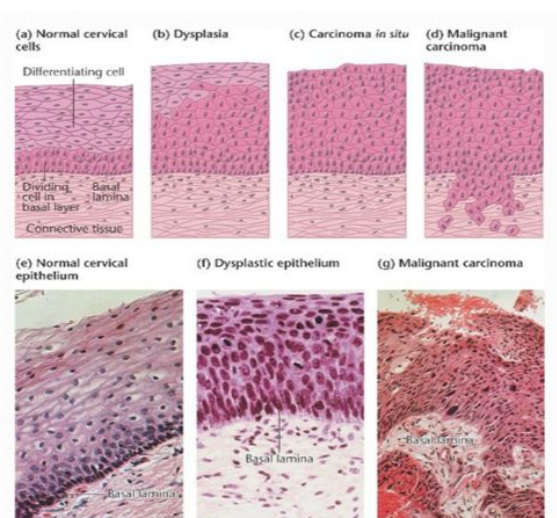 (a) Normal cervical
cells
(b) Dysplasia
(c) Carcinoma in situ
(d) Malignant
carcinoma
Differentiating cell
Dividing
cell in
basal layer
Basal
lamina
Connective tissue
(e) Normal cervical
epithelium
(f) Dysplastic epithelium
(g) Malignant carcinoma
Basal lamina
Basal lamina
Basal lamina